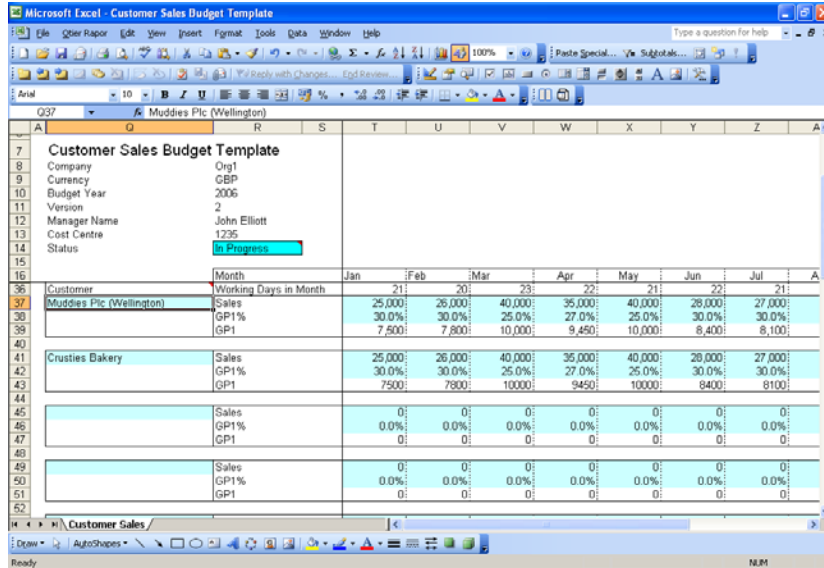 Microsoft Excel - Customer Sales Budget Template
File Qtier Rapor Edit View Insert Format Tools Data Window Help Type a question for help
100% Paste Special... Subtotals...
Reply with Changes... End Review...
Arial 10 B I U
Q37 fx Muddies Plc (Wellington)
A Q R S T U V W X Y Z A
7 Customer Sales Budget Template
8 Company Org1
9 Currency GBP
10 Budget Year 2006
11 Version 2
12 Manager Name John Elliott
13 Cost Centre 1235
14 Status In Progress
15
16 Month Jan Feb Mar Apr May Jun Jul A
36 Customer Working Days in Month 21 20 23 22 21 22 21
37 Muddies Plc (Wellington) Sales 25,000 26,000 40,000 35,000 40,000 28,000 27,000
38 GP1% 30.0% 30.0% 25.0% 27.0% 25.0% 30.0% 30.0%
39 GP1 7,500 7,800 10,000 9,450 10,000 8,400 8,100
40
41 Crusties Bakery Sales 25,000 26,000 40,000 35,000 40,000 28,000 27,000
42 GP1% 30.0% 30.0% 25.0% 27.0% 25.0% 30.0% 30.0%
43 GP1 7500 7800 10000 9450 10000 8400 8100
44
45 Sales 0 0 0 0 0 0 0
46 GP1% 0.0% 0.0% 0.0% 0.0% 0.0% 0.0% 0.0%
47 GP1 0 0 0 0 0 0 0
48
49 Sales 0 0 0 0 0 0 0
50 GP1% 0.0% 0.0% 0.0% 0.0% 0.0% 0.0% 0.0%
51 GP1 0 0 0 0 0 0 0
52
Customer Sales
Draw AutoShapes
Ready NUM